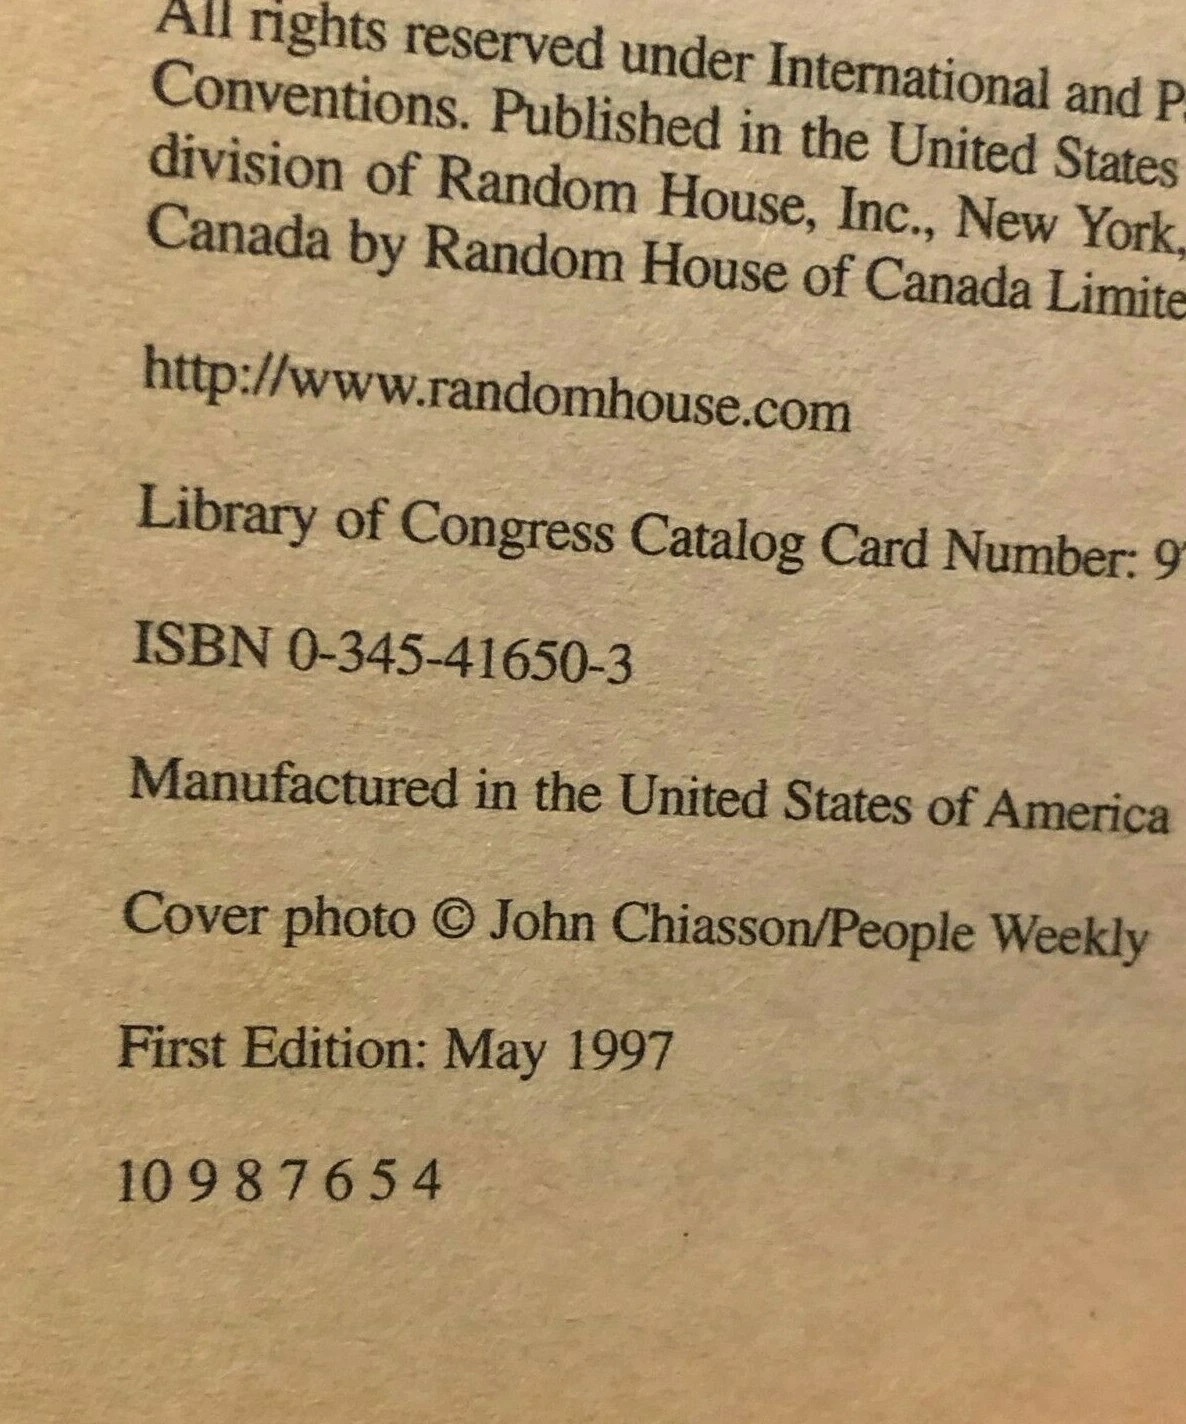 All rights reserved under International and
Conventions. Published in the United States
division of Random House, Inc., New York,
Canada by Random House of Canada Limite
http://www.randomhouse.com
Library of Congress Catalog Card Number: 9
ISBN 0-345-41650-3
Manufactured in the United States of America
Cover photo © John Chiasson/People Weekly
First Edition: May 1997
10 9 8 7 6 5 4